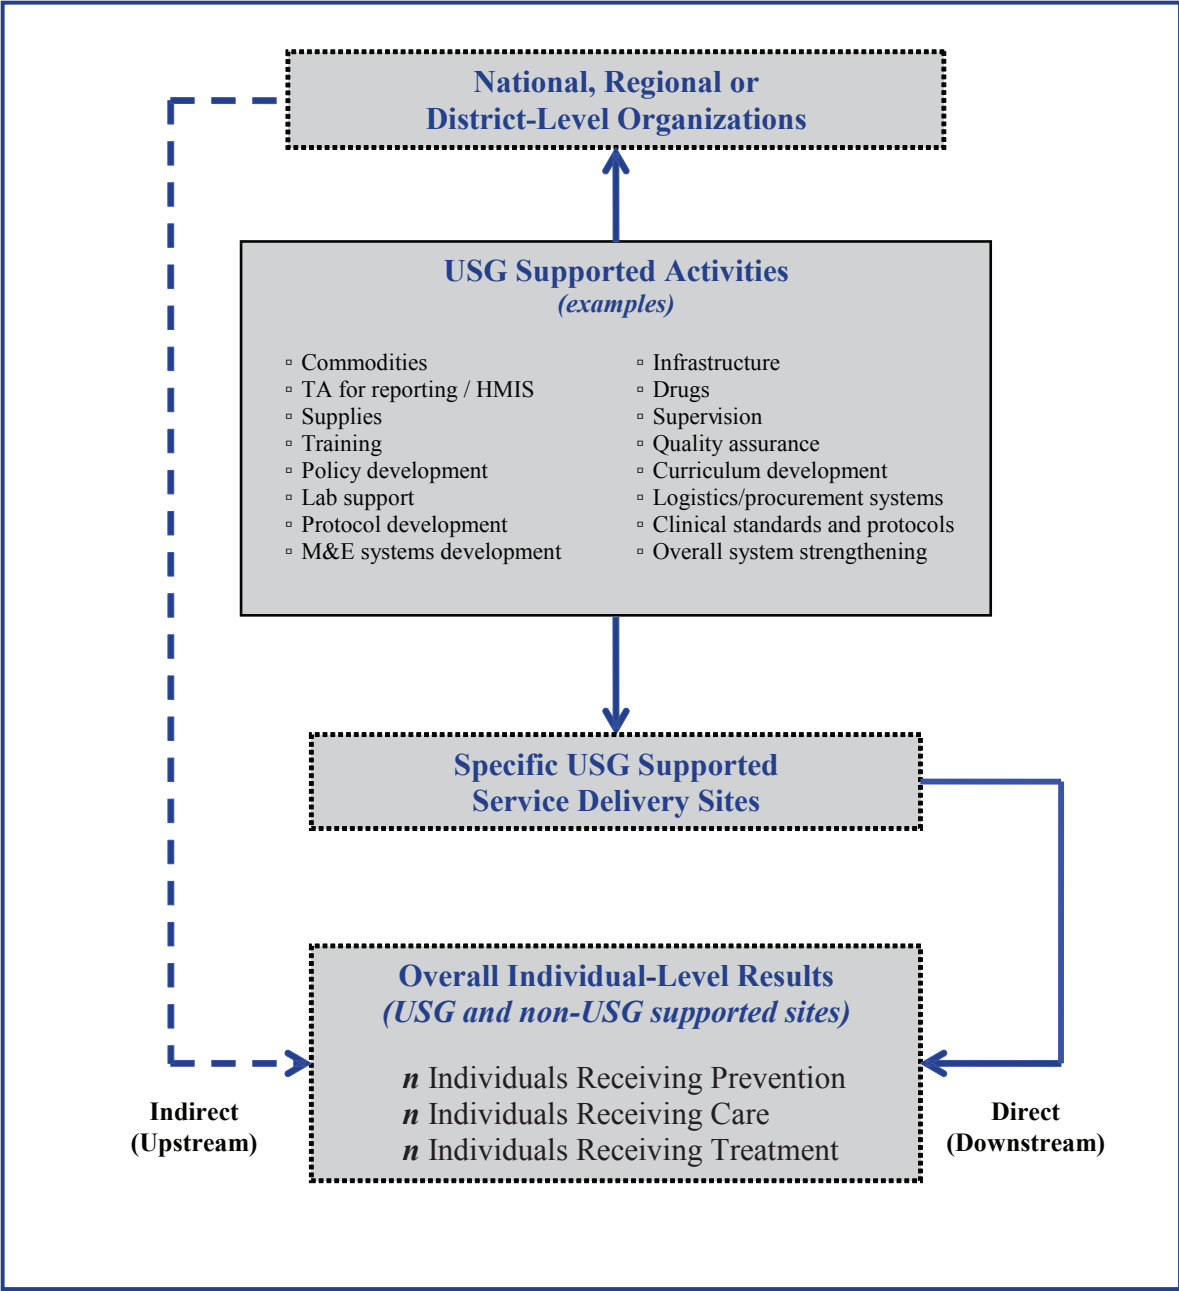 National, Regional or
District-Level Organizations
USG Supported Activities
(examples)
▫ Commodities
▫ TA for reporting / HMIS
▫ Supplies
▫ Training
▫ Policy development
▫ Lab support
▫ Protocol development
▫ M&E systems development
▫ Infrastructure
▫ Drugs
▫ Supervision
▫ Quality assurance
▫ Curriculum development
▫ Logistics/procurement systems
▫ Clinical standards and protocols
▫ Overall system strengthening
Specific USG Supported
Service Delivery Sites
Overall Individual-Level Results
(USG and non-USG supported sites)
n Individuals Receiving Prevention
n Individuals Receiving Care
n Individuals Receiving Treatment
Indirect
(Upstream)
Direct
(Downstream)